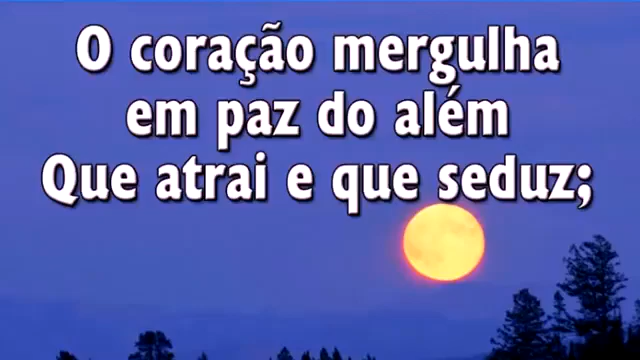 O coração mergulha
em paz do além
Que atrai e que seduz;